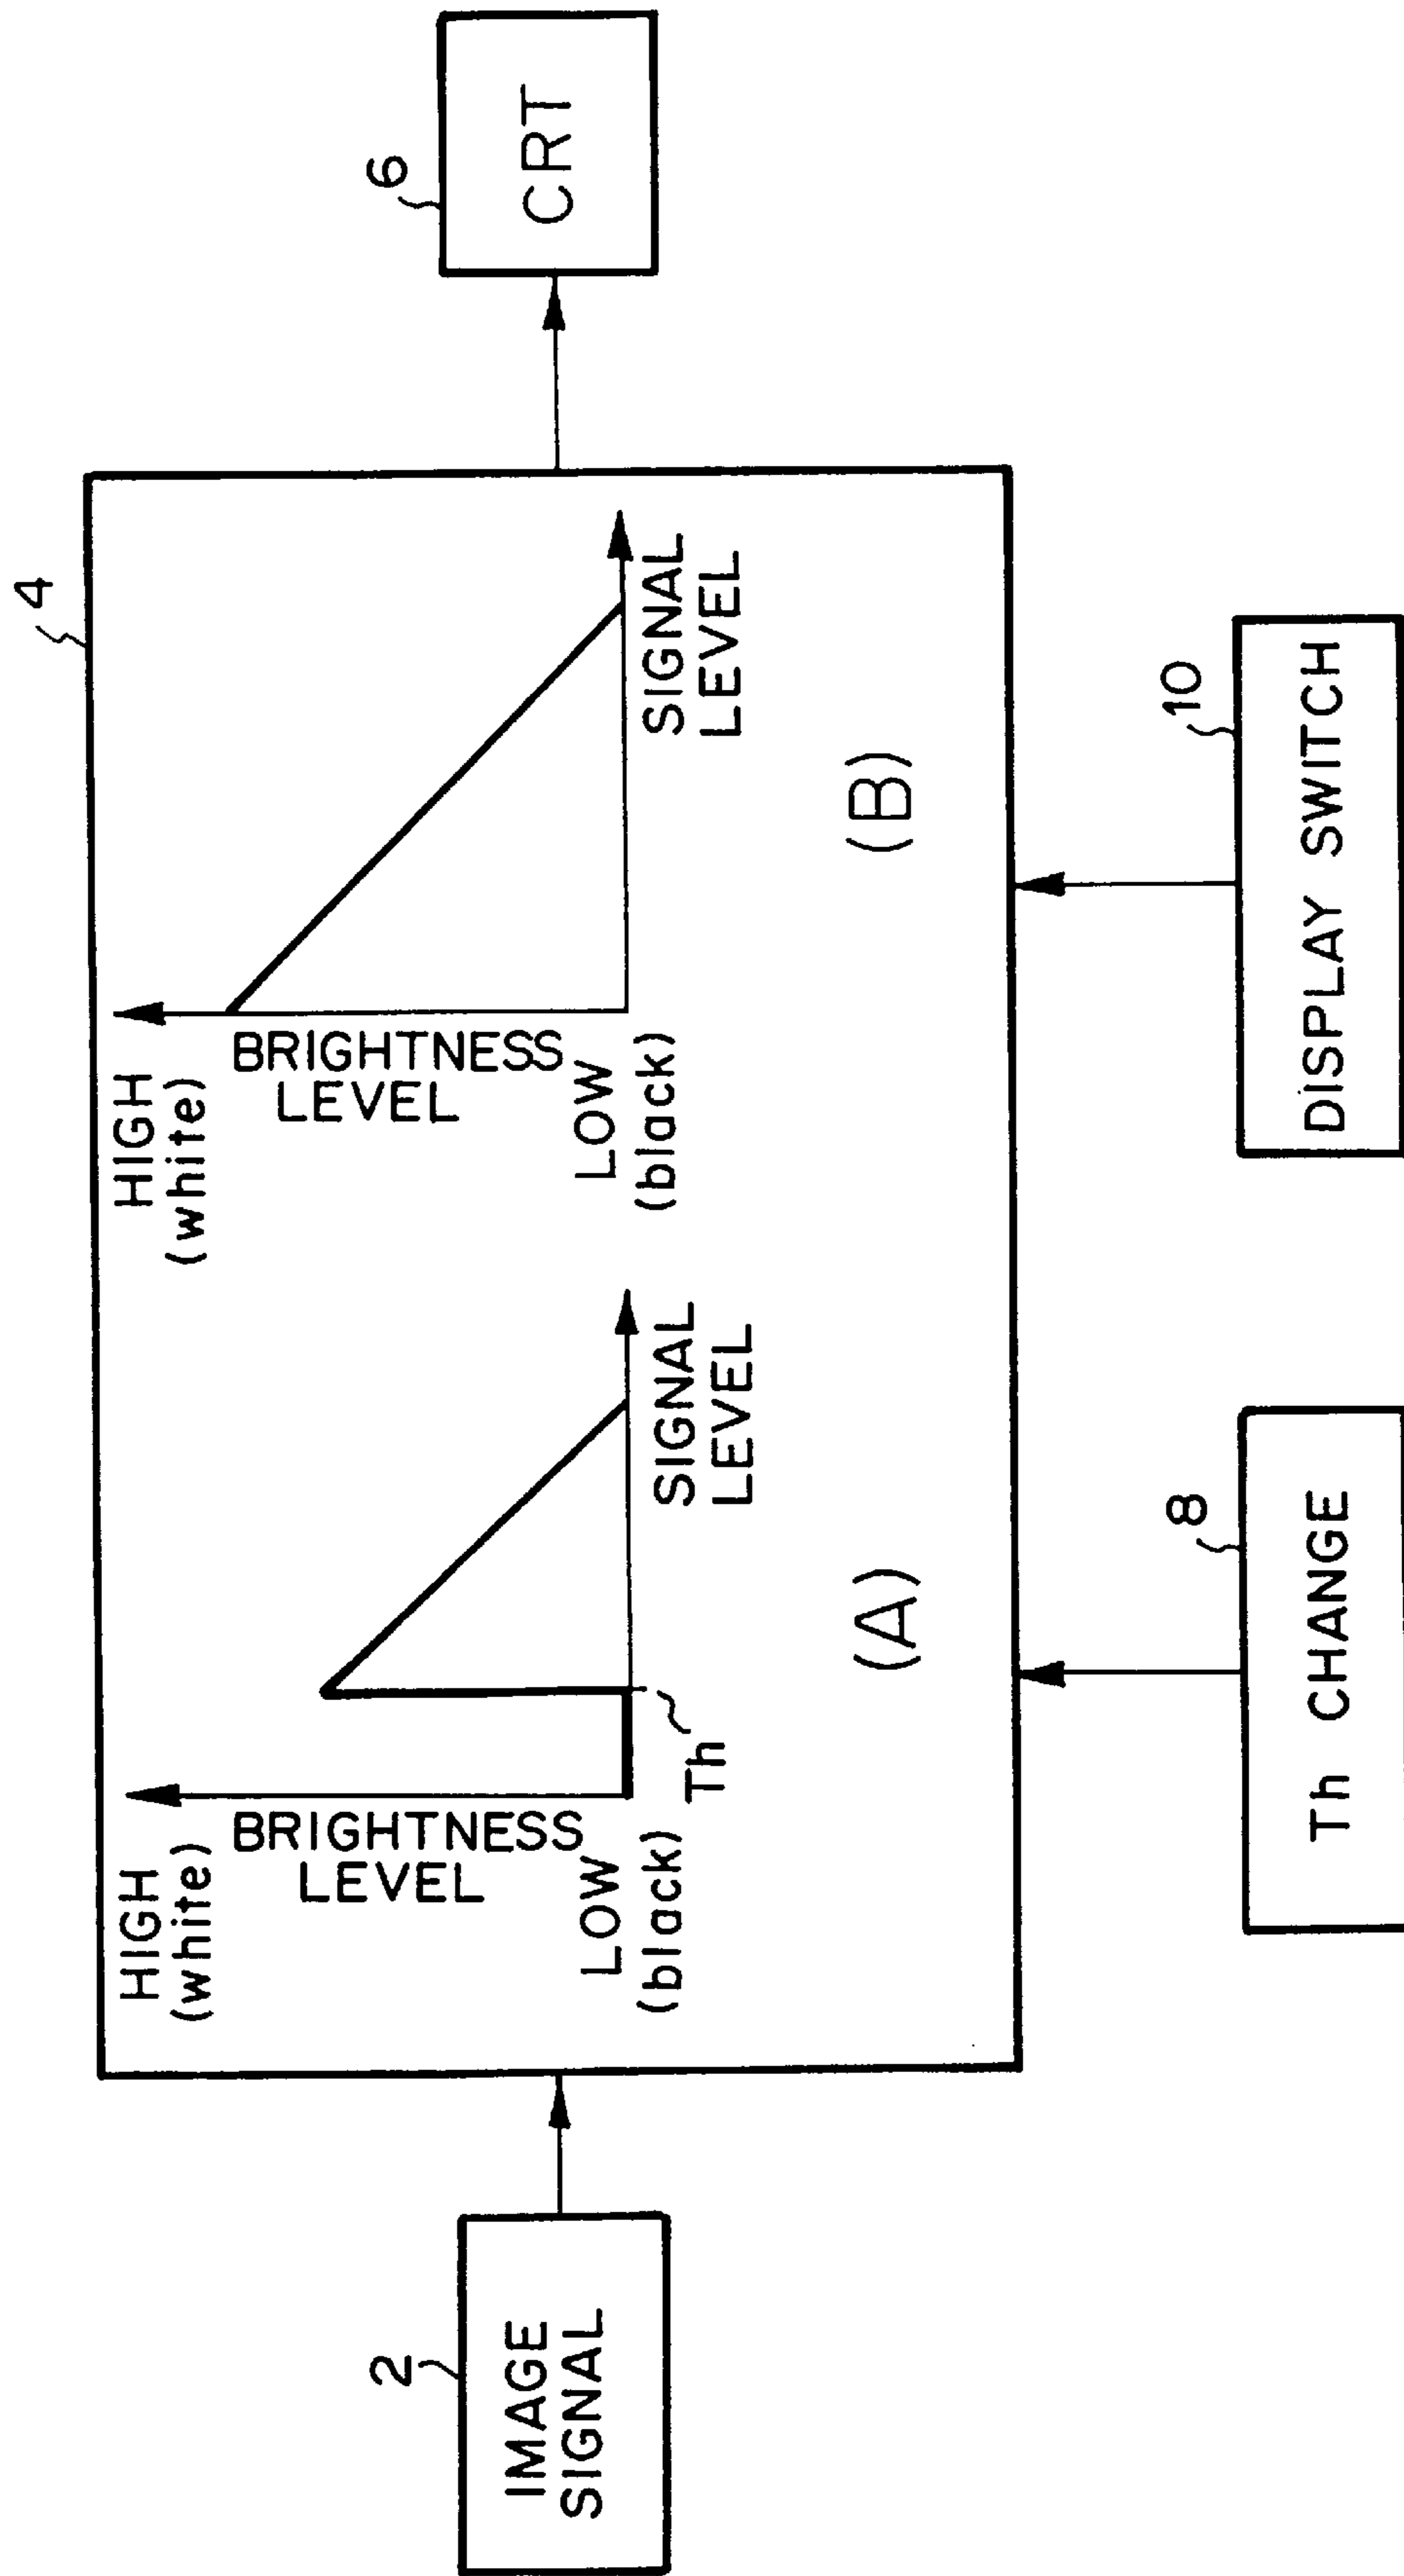 2
IMAGE
SIGNAL
4
HIGH
(white)
BRIGHTNESS
LEVEL
LOW
(black)
Th
SIGNAL
LEVEL
(A)
HIGH
(white)
BRIGHTNESS
LEVEL
LOW
(black)
SIGNAL
LEVEL
(B)
6
CRT
8
Th CHANGE
10
DISPLAY SWITCH